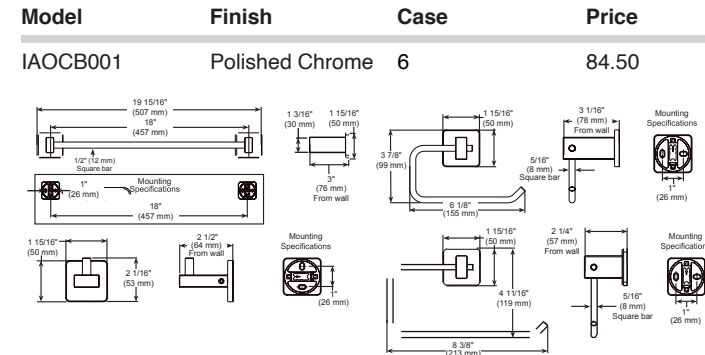 Model Finish Case Price
IAOCB001 Polished Chrome 6 84.50
19 15/16"
(507 mm)
18"
(457 mm)
1/2" (12 mm)
Square bar
1 3/16"
(30 mm)
1 15/16"
(50 mm)
3"
(76 mm)
From wall
1"
(26 mm)
Mounting
Specifications
18"
(457 mm)
1 15/16"
(50 mm)
3 7/8"
(99 mm)
6 1/8"
(155 mm)
3 1/16"
(78 mm)
From wall
5/16"
(8 mm)
Square bar
Mounting
Specifications
1"
(26 mm)
1 15/16"
(50 mm)
2 1/16"
(53 mm)
2 1/2"
(64 mm)
From wall
Mounting
Specifications
1"
(26 mm)
1 15/16"
(50 mm)
4 11/16"
(119 mm)
8 3/8"
(213 mm)
2 1/4"
(57 mm)
From wall
5/16"
(8 mm)
Square bar
Mounting
Specification
1"
(26 mm)